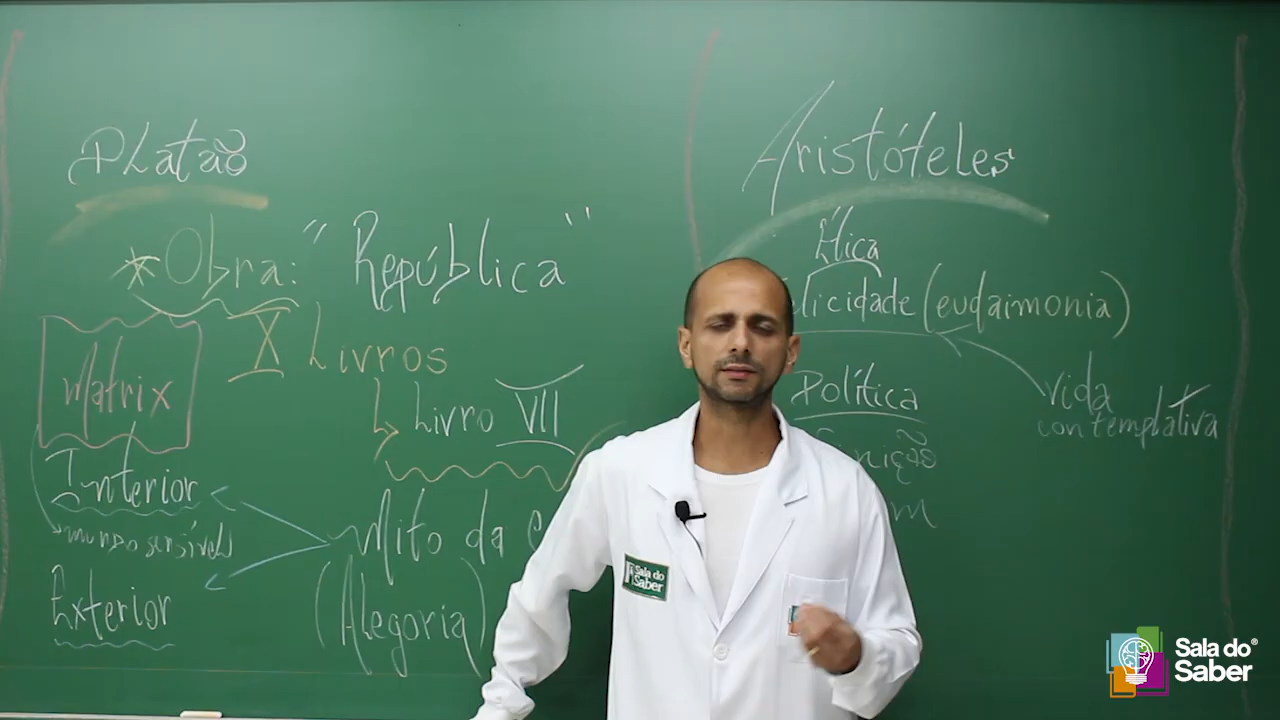 Platão
*Obra: "República"
X Livros
Livro VII
Matrix
Interior
mundo sensível
Exterior
Mito da
(Alegoria)
Aristóteles
Ética
licidade (eudaimonia)
vida
contemplativa
Política
nição
m
Sala do
Saber
Sala do®
Saber